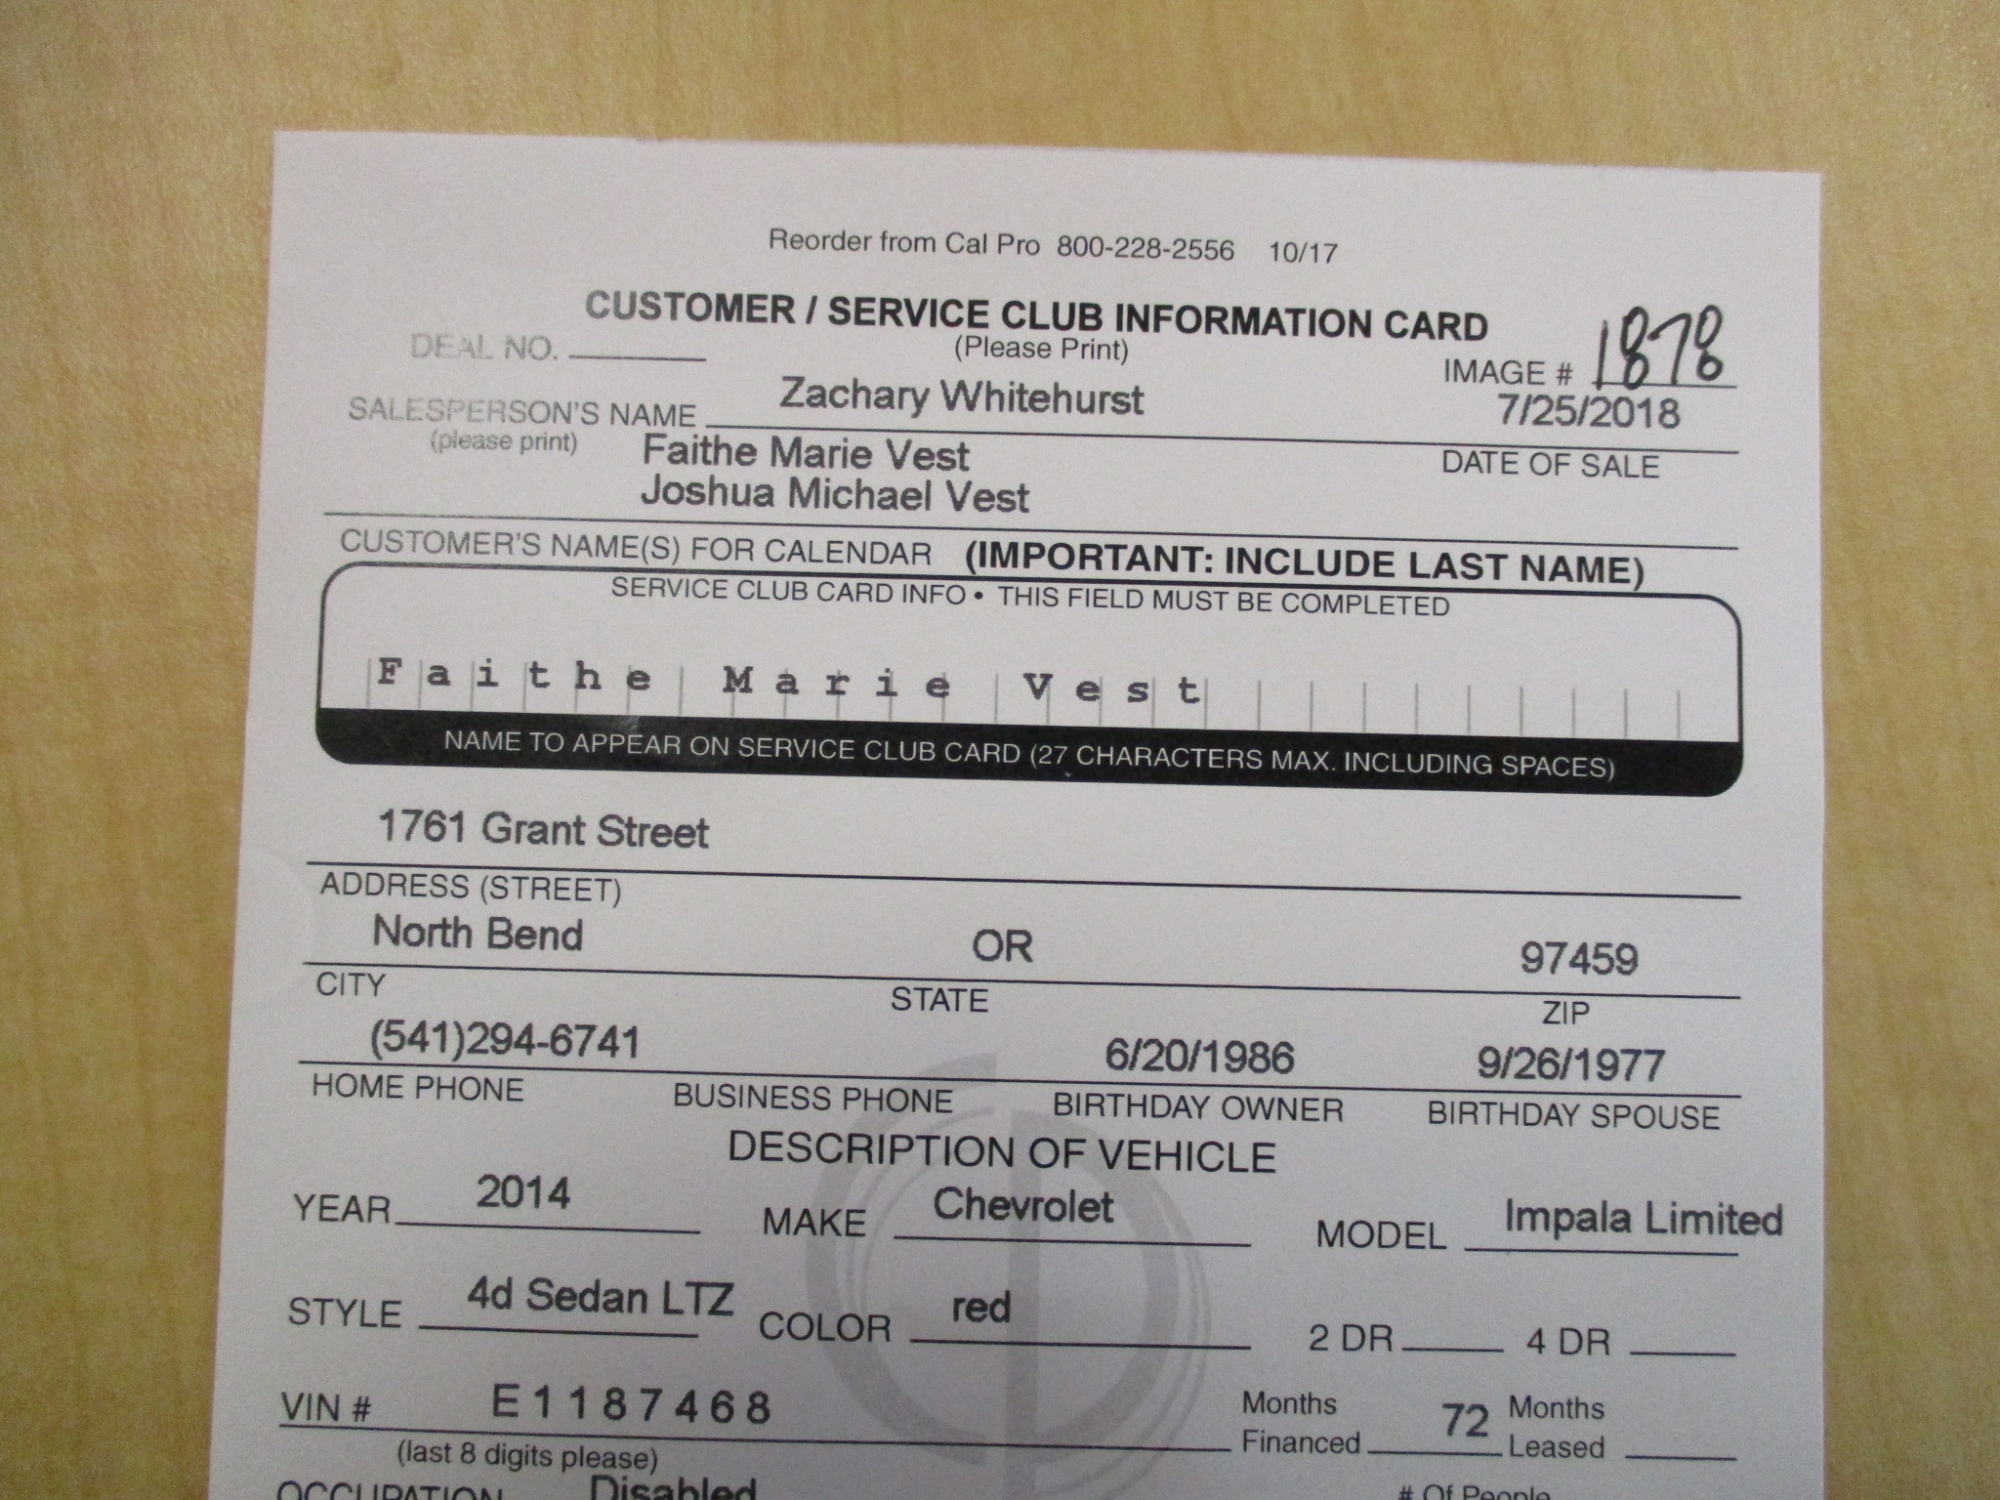 Reorder from Cal Pro 800-228-2556 10/17
CUSTOMER / SERVICE CLUB INFORMATION CARD
DEAL NO. (Please Print) IMAGE # 1878
SALESPERSON'S NAME Zachary Whitehurst 7/25/2018
(please print) DATE OF SALE
Faithe Marie Vest
Joshua Michael Vest
CUSTOMER'S NAME(S) FOR CALENDAR (IMPORTANT: INCLUDE LAST NAME)
SERVICE CLUB CARD INFO • THIS FIELD MUST BE COMPLETED
Faithe Marie Vest
NAME TO APPEAR ON SERVICE CLUB CARD (27 CHARACTERS MAX. INCLUDING SPACES)
1761 Grant Street
ADDRESS (STREET)
North Bend OR 97459
CITY STATE ZIP
(541)294-6741 6/20/1986 9/26/1977
HOME PHONE BUSINESS PHONE BIRTHDAY OWNER BIRTHDAY SPOUSE
DESCRIPTION OF VEHICLE
YEAR 2014 MAKE Chevrolet MODEL Impala Limited
STYLE 4d Sedan LTZ COLOR red 2 DR 4 DR
VIN # E1187468 Months Financed 72 Months Leased
(last 8 digits please)
OCCUPATION Disabled # Of People